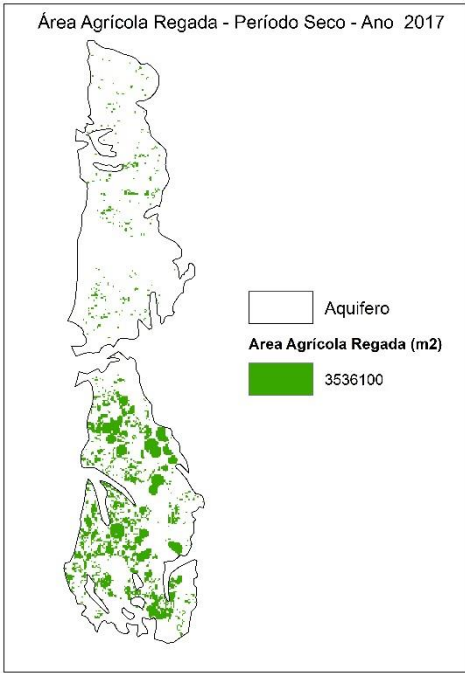 Área Agrícola Regada - Período Seco - Ano 2017
Aquifero
Area Agrícola Regada (m2)
3536100